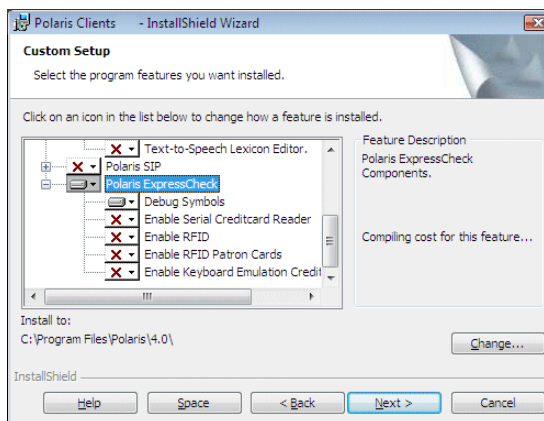 Polaris Clients - InstallShield Wizard
Custom Setup
Select the program features you want installed.
Click on an icon in the list below to change how a feature is installed.
Text-to-Speech Lexicon Editor.
Polaris SIP
Polaris ExpressCheck
Debug Symbols
Enable Serial Creditcard Reader
Enable RFID
Enable RFID Patron Cards
Enable Keyboard Emulation Credit
Feature Description
Polaris ExpressCheck
Components.
Compiling cost for this feature...
Install to:
C:\Program Files\Polaris\4.0\
Change...
InstallShield
Help
Space
< Back
Next >
Cancel